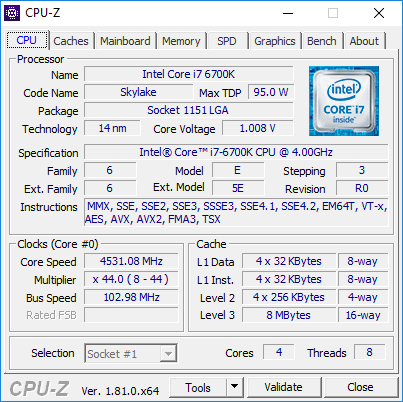 CPU-Z
CPU Caches Mainboard Memory SPD Graphics Bench About
Processor
Name Intel Core i7 6700K
Code Name Skylake Max TDP 95.0 W
Package Socket 1151 LGA
Technology 14 nm Core Voltage 1.008 V
intel
CORE i7
inside™
Specification Intel® Core™ i7-6700K CPU @ 4.00GHz
Family 6 Model E Stepping 3
Ext. Family 6 Ext. Model 5E Revision R0
Instructions MMX, SSE, SSE2, SSE3, SSSE3, SSE4.1, SSE4.2, EM64T, VT-x,
AES, AVX, AVX2, FMA3, TSX
Clocks (Core #0)
Core Speed 4531.08 MHz
Multiplier x 44.0 ( 8 - 44 )
Bus Speed 102.98 MHz
Rated FSB
Cache
L1 Data 4 x 32 KBytes 8-way
L1 Inst. 4 x 32 KBytes 8-way
Level 2 4 x 256 KBytes 4-way
Level 3 8 MBytes 16-way
Selection Socket #1 Cores 4 Threads 8
CPU-Z Ver. 1.81.0.x64 Tools Validate Close